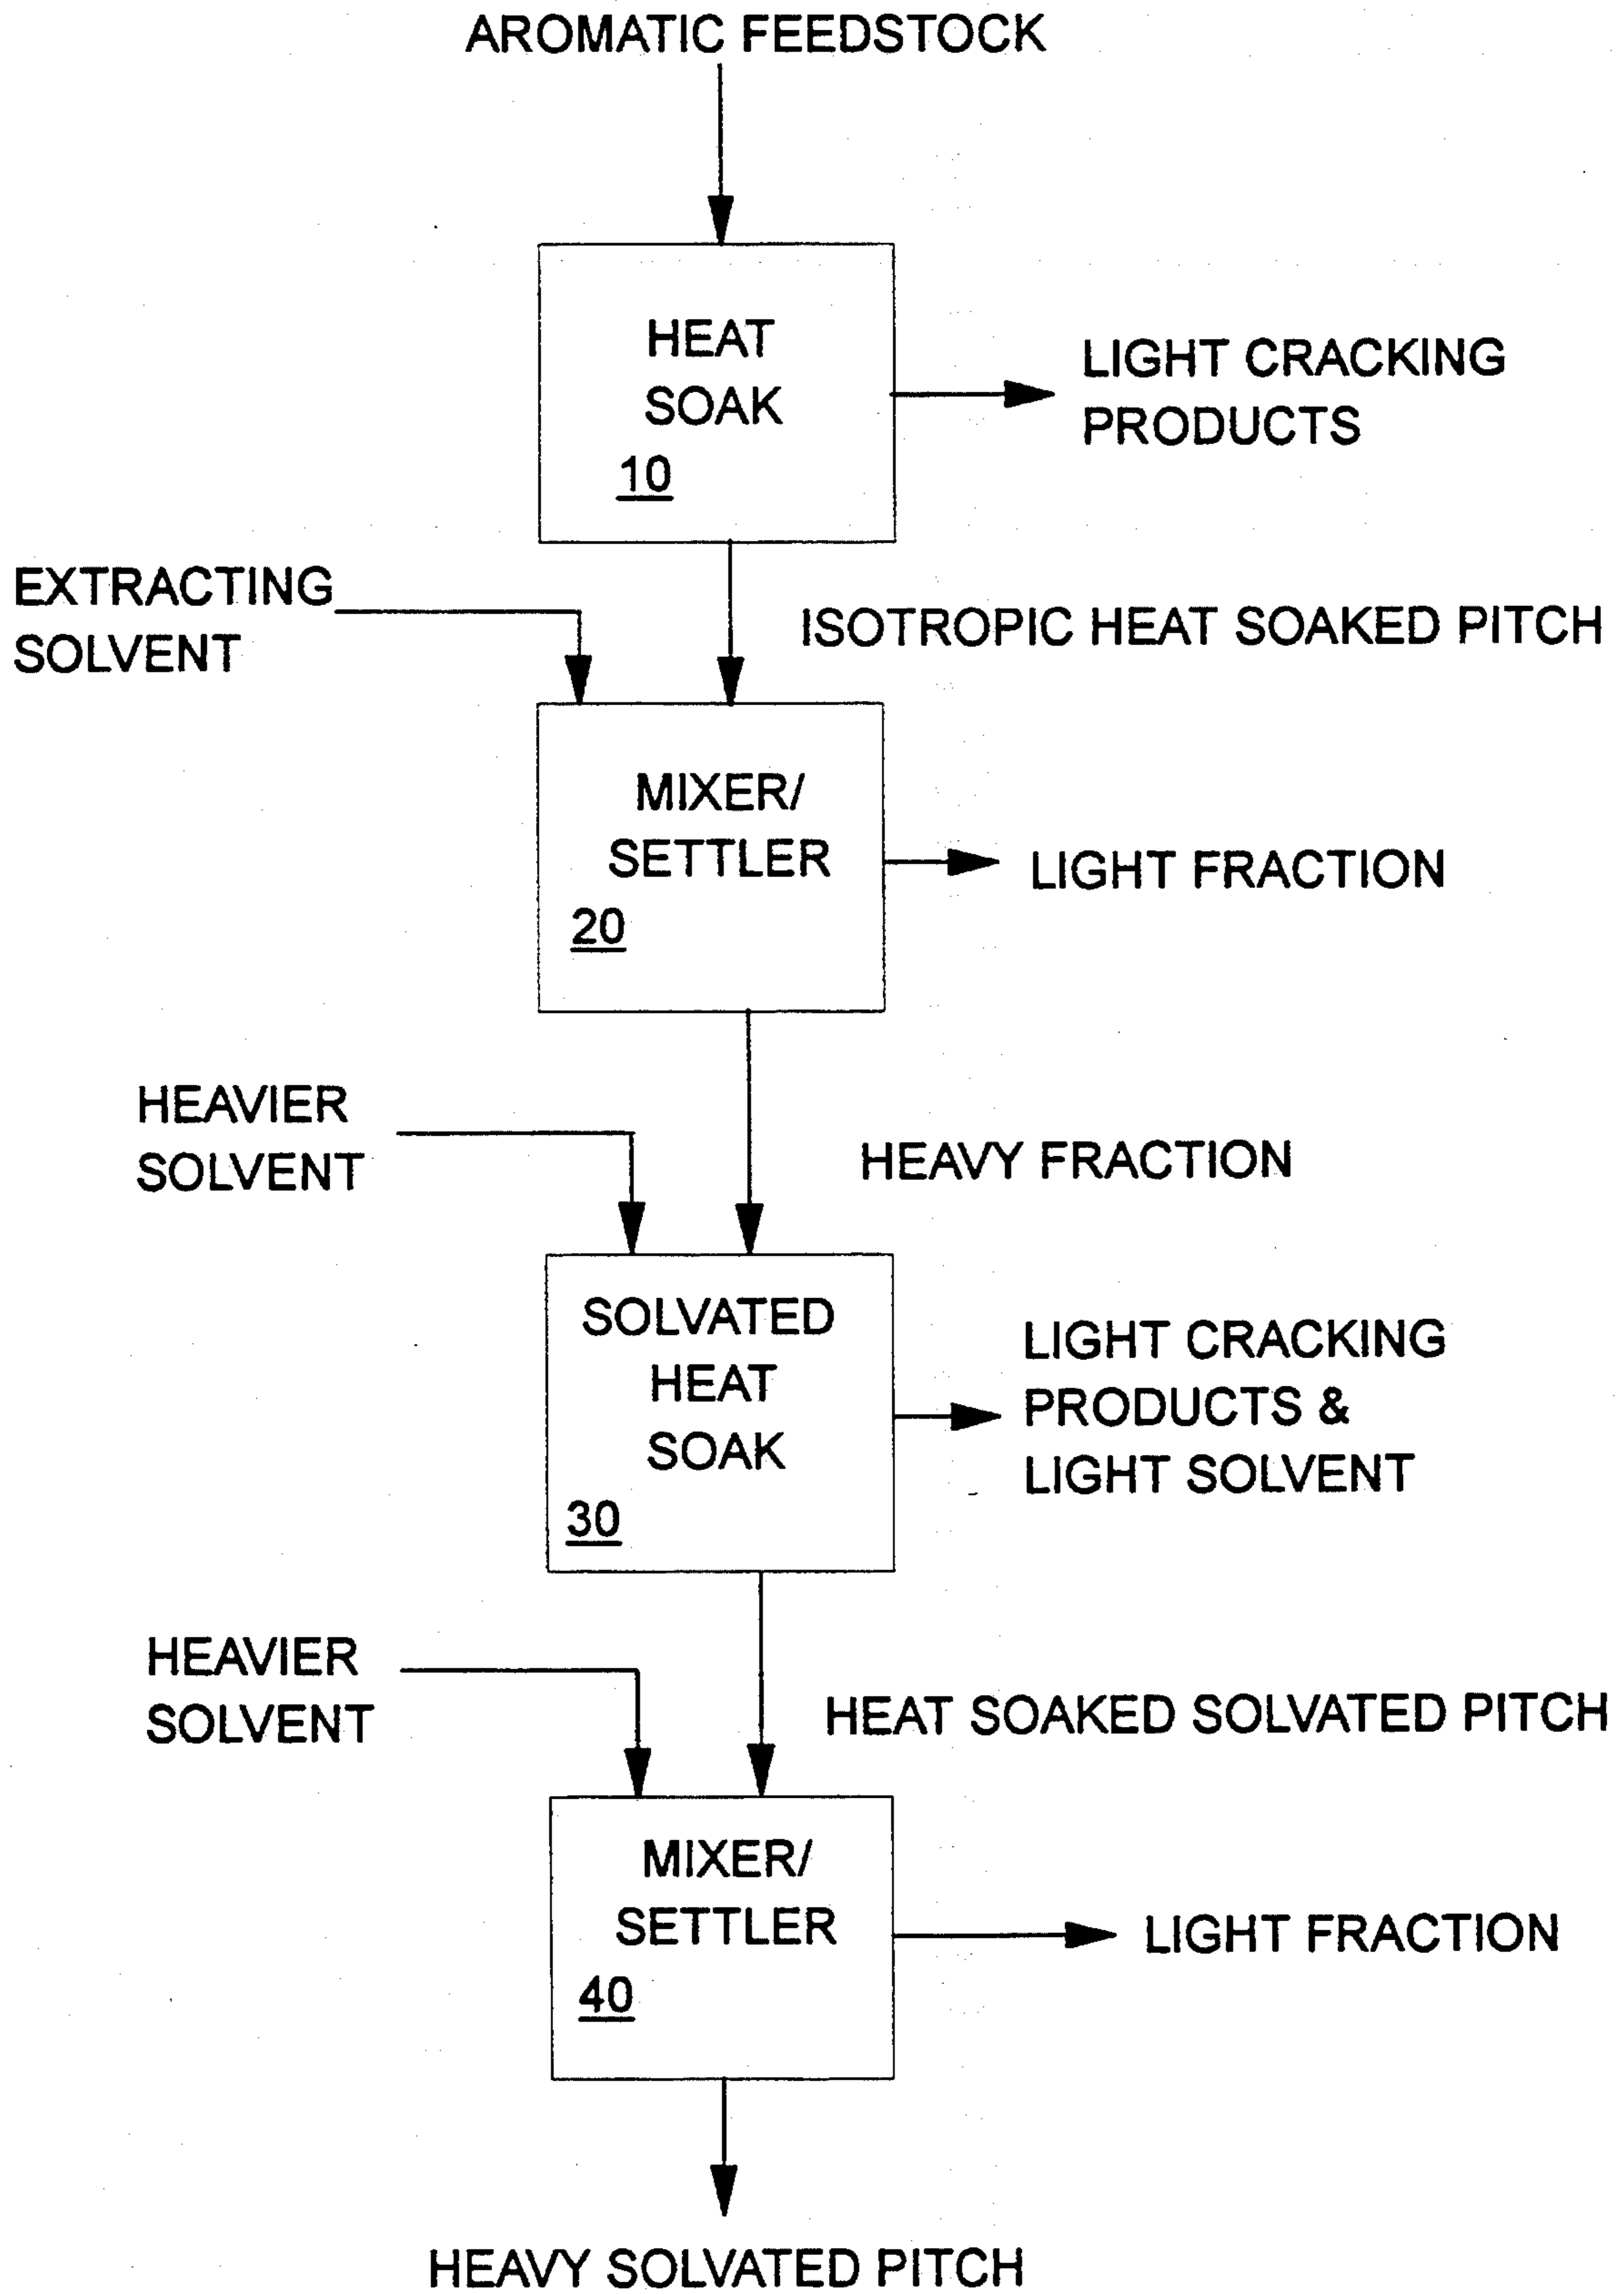 AROMATIC FEEDSTOCK
HEAT
SOAK
10
LIGHT CRACKING
PRODUCTS
EXTRACTING
SOLVENT
ISOTROPIC HEAT SOAKED PITCH
MIXER/
SETTLER
20
LIGHT FRACTION
HEAVIER
SOLVENT
HEAVY FRACTION
SOLVATED
HEAT
SOAK
30
LIGHT CRACKING
PRODUCTS &
LIGHT SOLVENT
HEAVIER
SOLVENT
HEAT SOAKED SOLVATED PITCH
MIXER/
SETTLER
40
LIGHT FRACTION
HEAVY SOLVATED PITCH